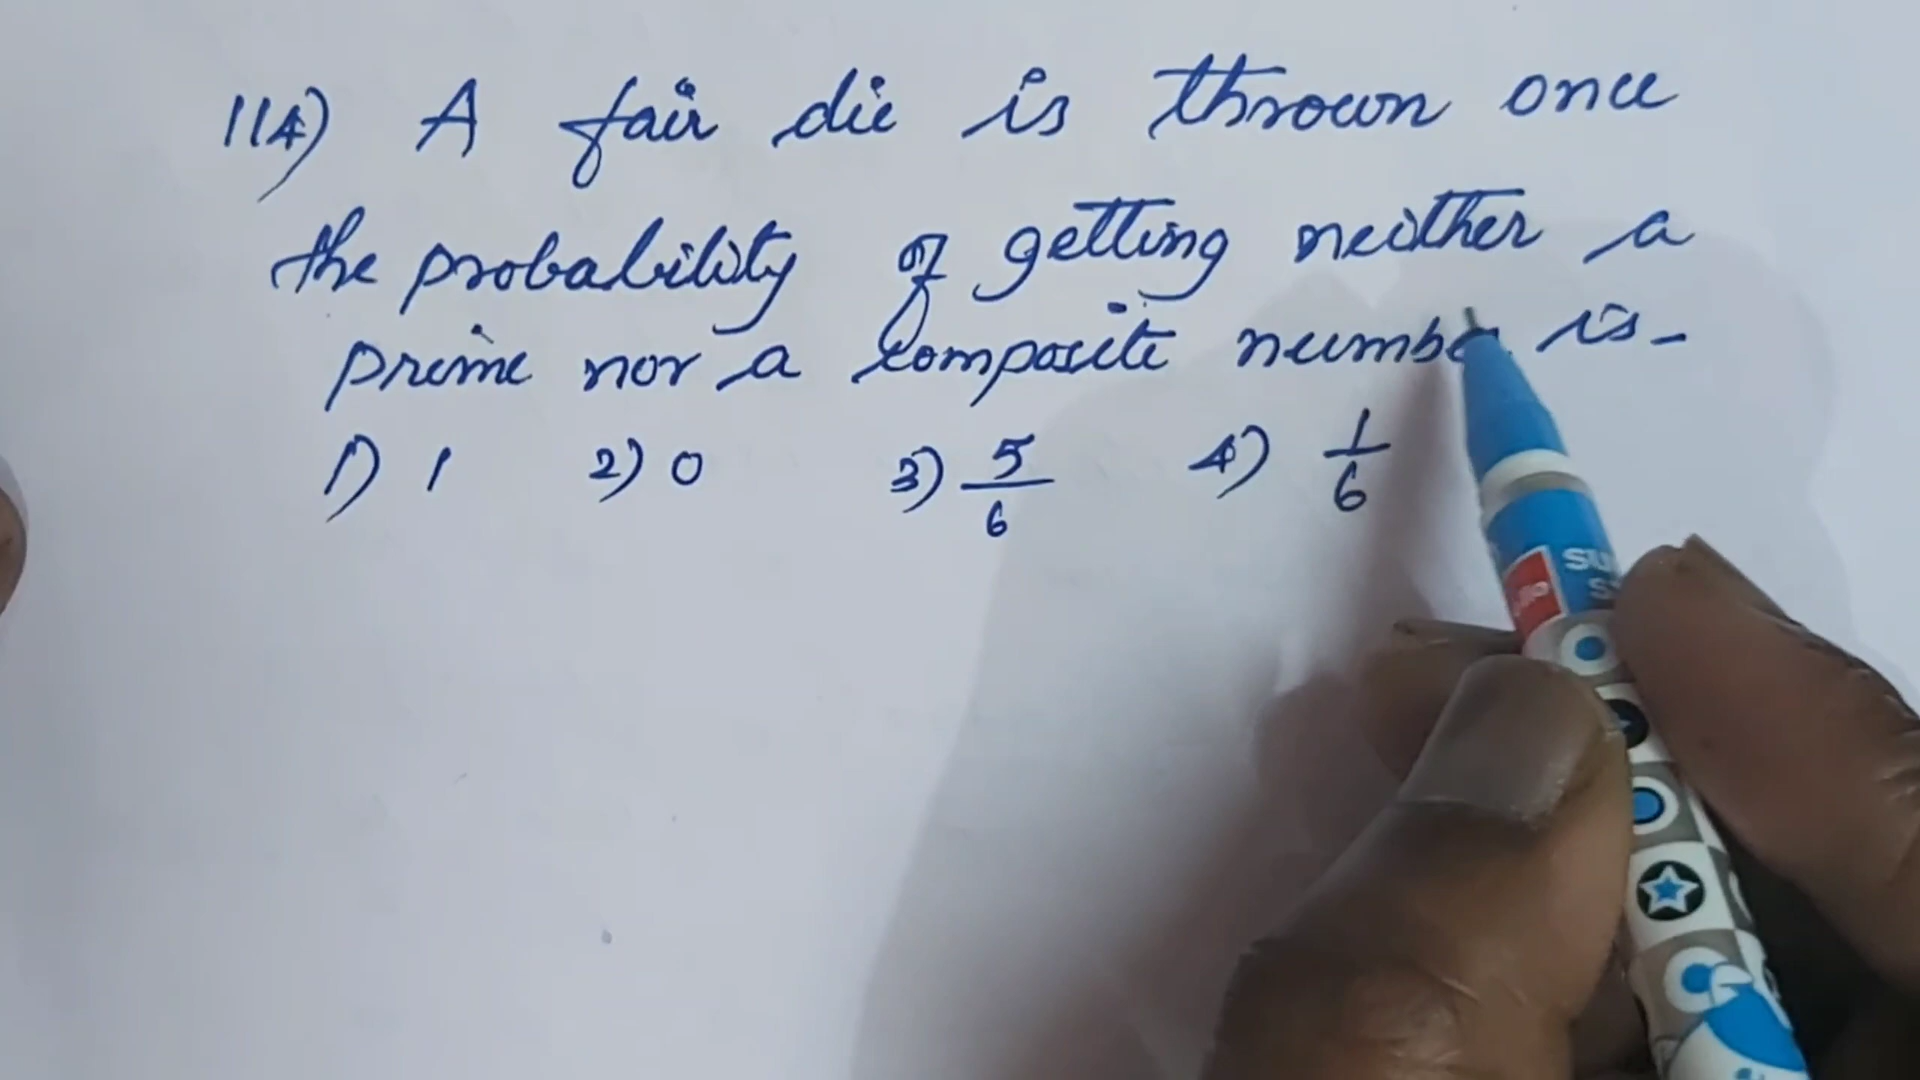 114) A fair die is thrown once
the probability of getting neither a
prime nor a composite number is -
1) 1 2) 0 3) 5/6 4) 1/6